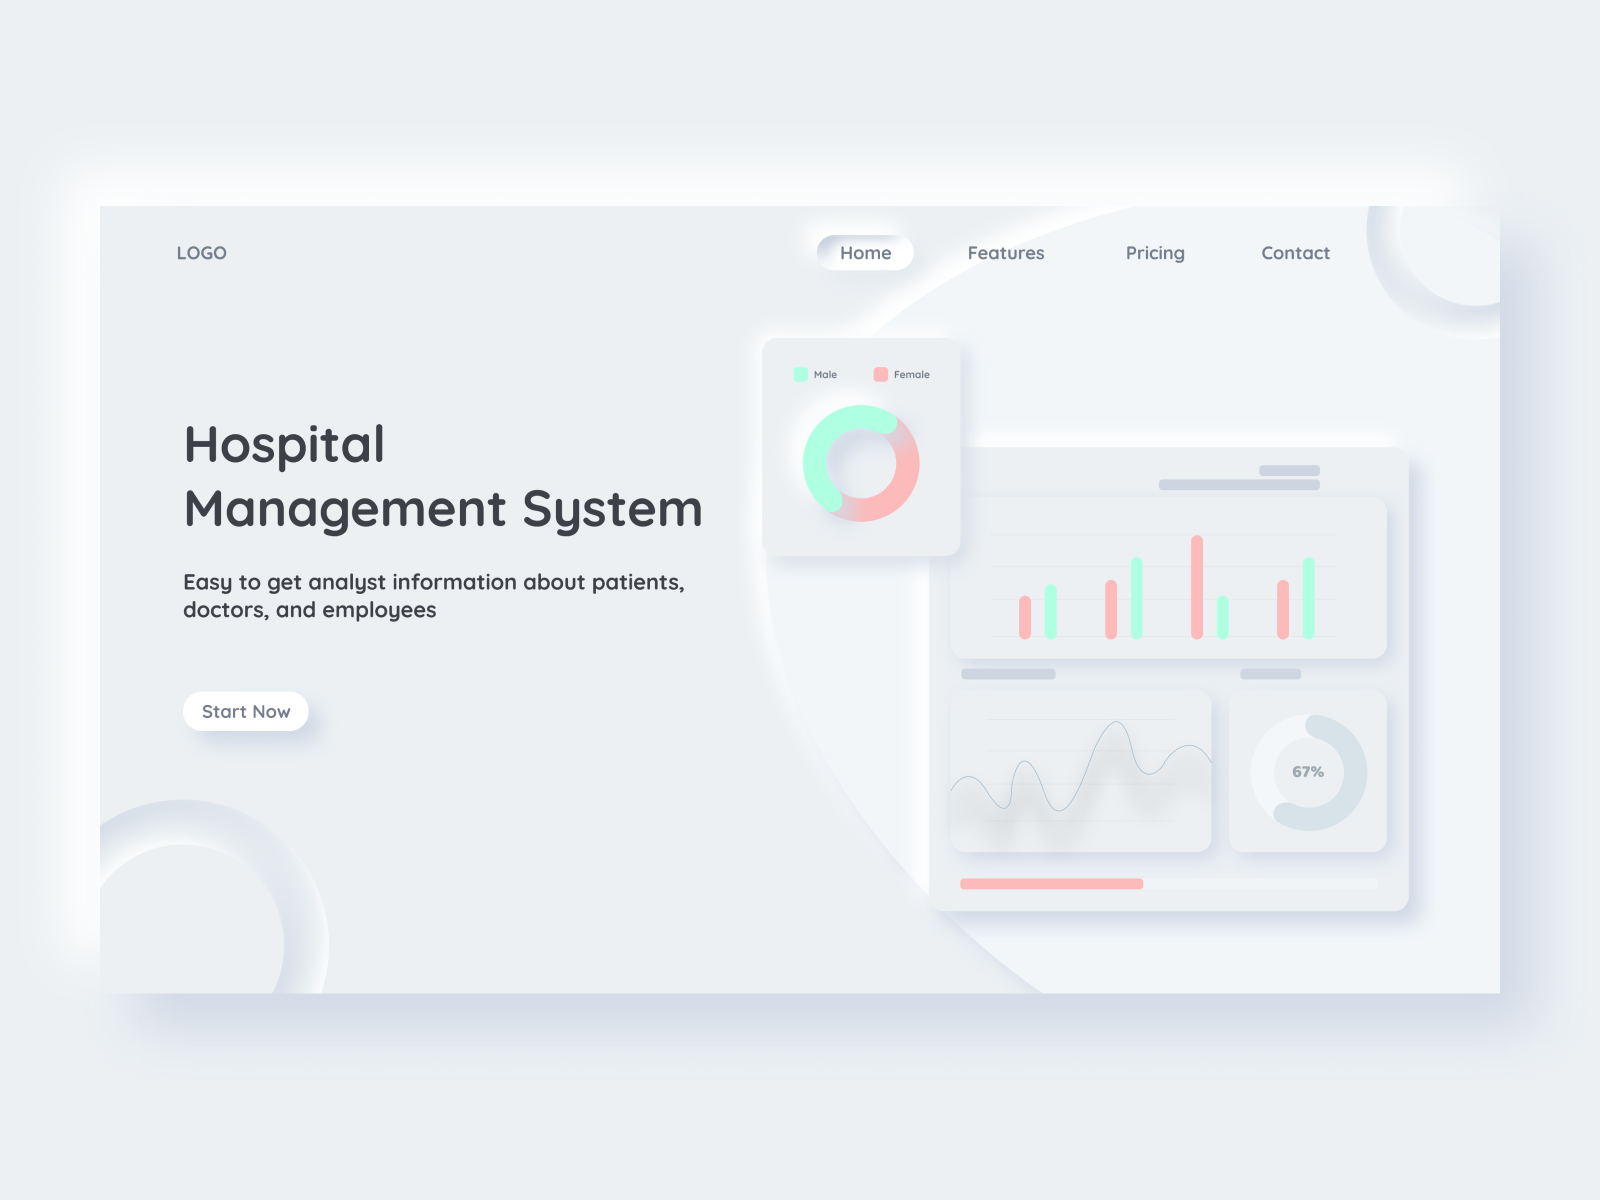 LOGO
Home
Features
Pricing
Contact
Male
Female
Hospital
Management System
Easy to get analyst information about patients,
doctors, and employees
Start Now
67%